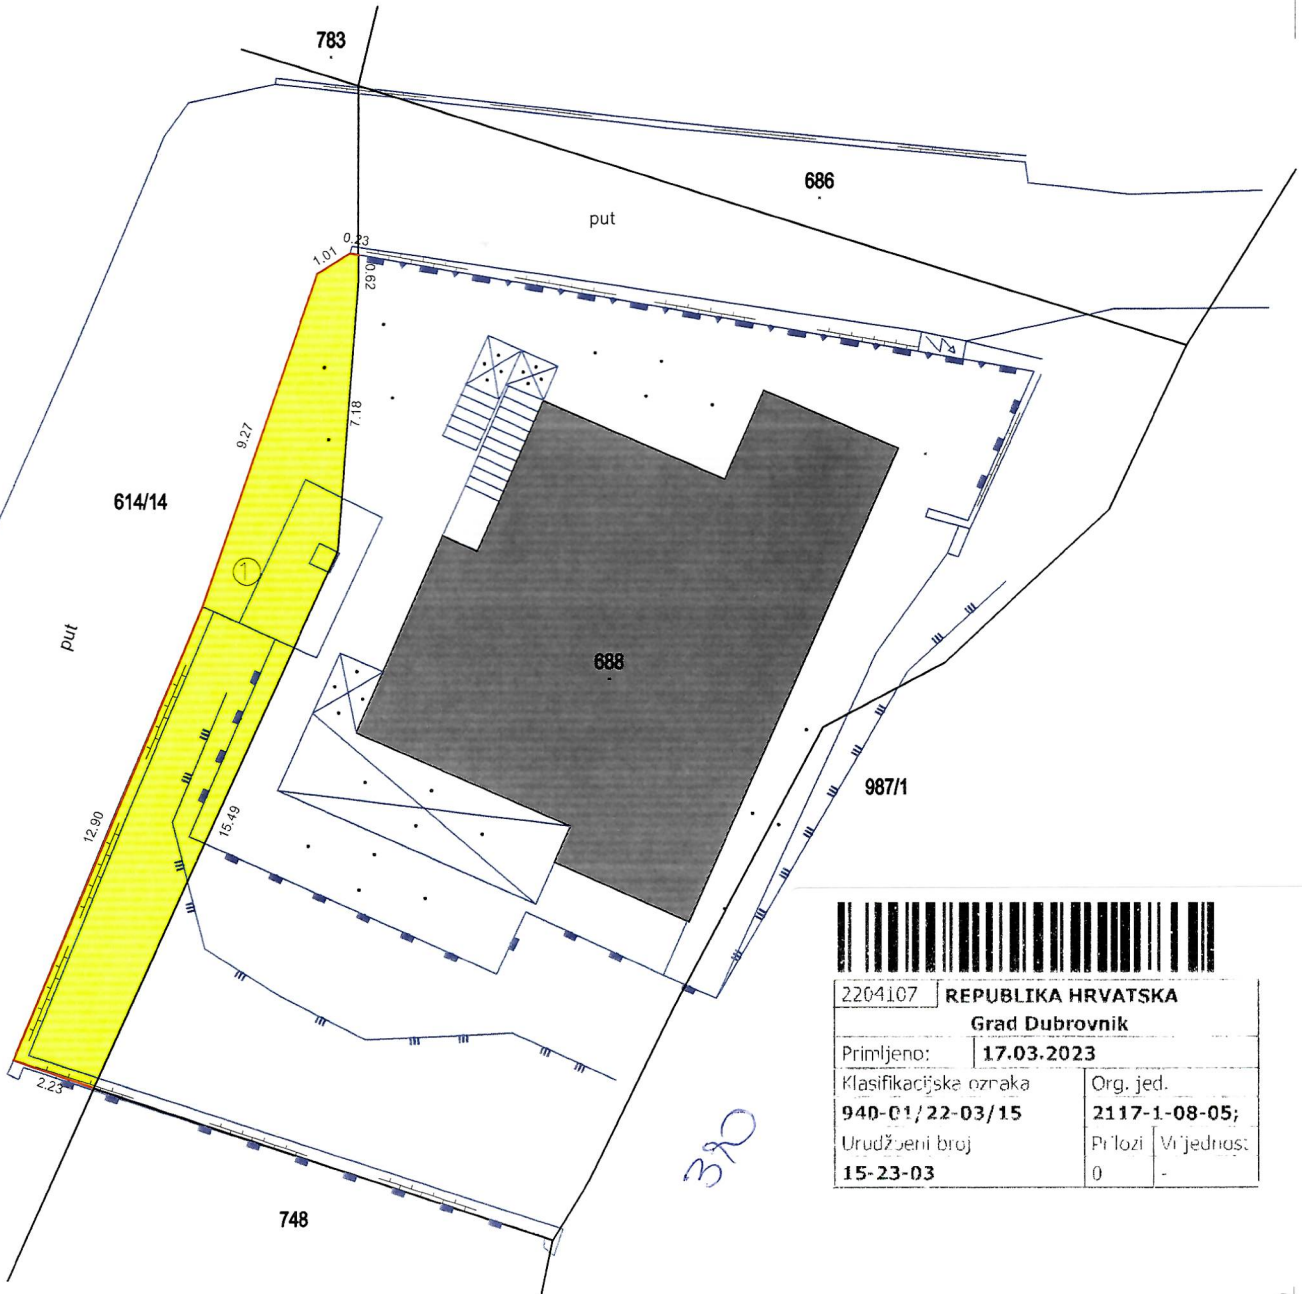 783
686
put
0.23
1.01
0.62
7.18
9.27
614/14
1
put
688
987/1
12.90
15.49
2.23
748
2204107 REPUBLIKA HRVATSKA
Grad Dubrovnik
Primljeno: 17.03.2023
Klasifikacijska oznaka Org. jed.
940-01/22-03/15 2117-1-08-05;
Urudžbeni broj Prilozi Vrijednost
15-23-03 0 -